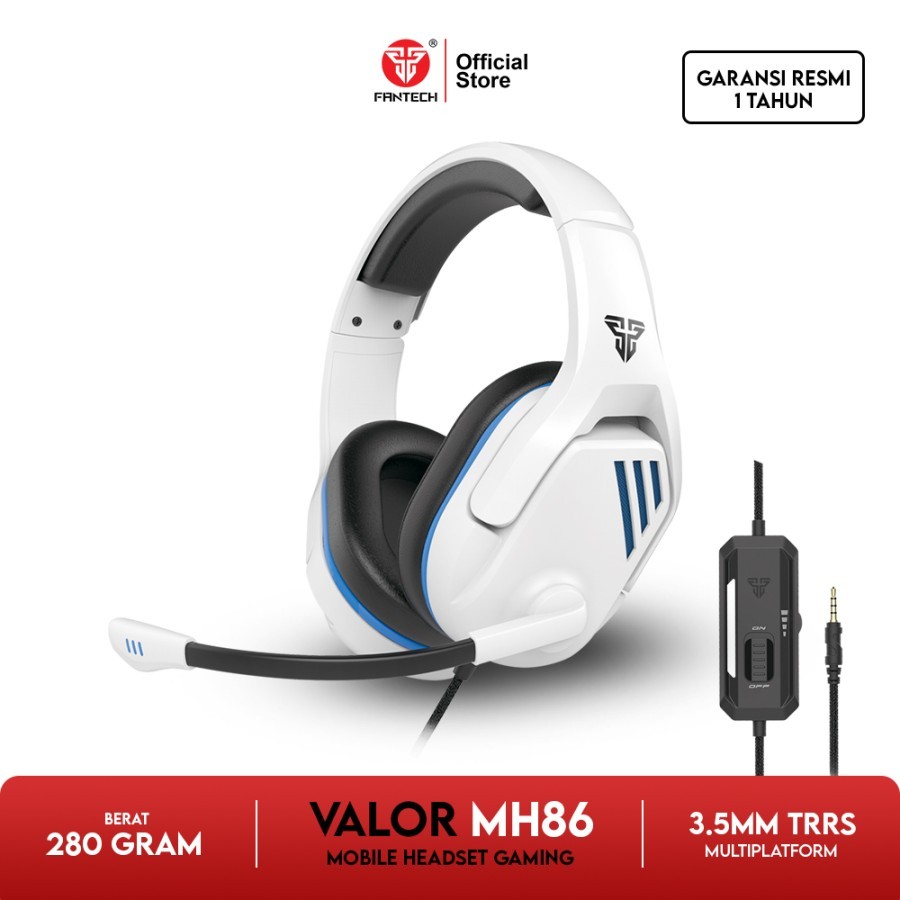 FANTECH
®
Official
Store
GARANSI RESMI
1 TAHUN
ON
OFF
BERAT
280 GRAM
VALOR MH86
MOBILE HEADSET GAMING
3.5MM TRRS
MULTIPLATFORM